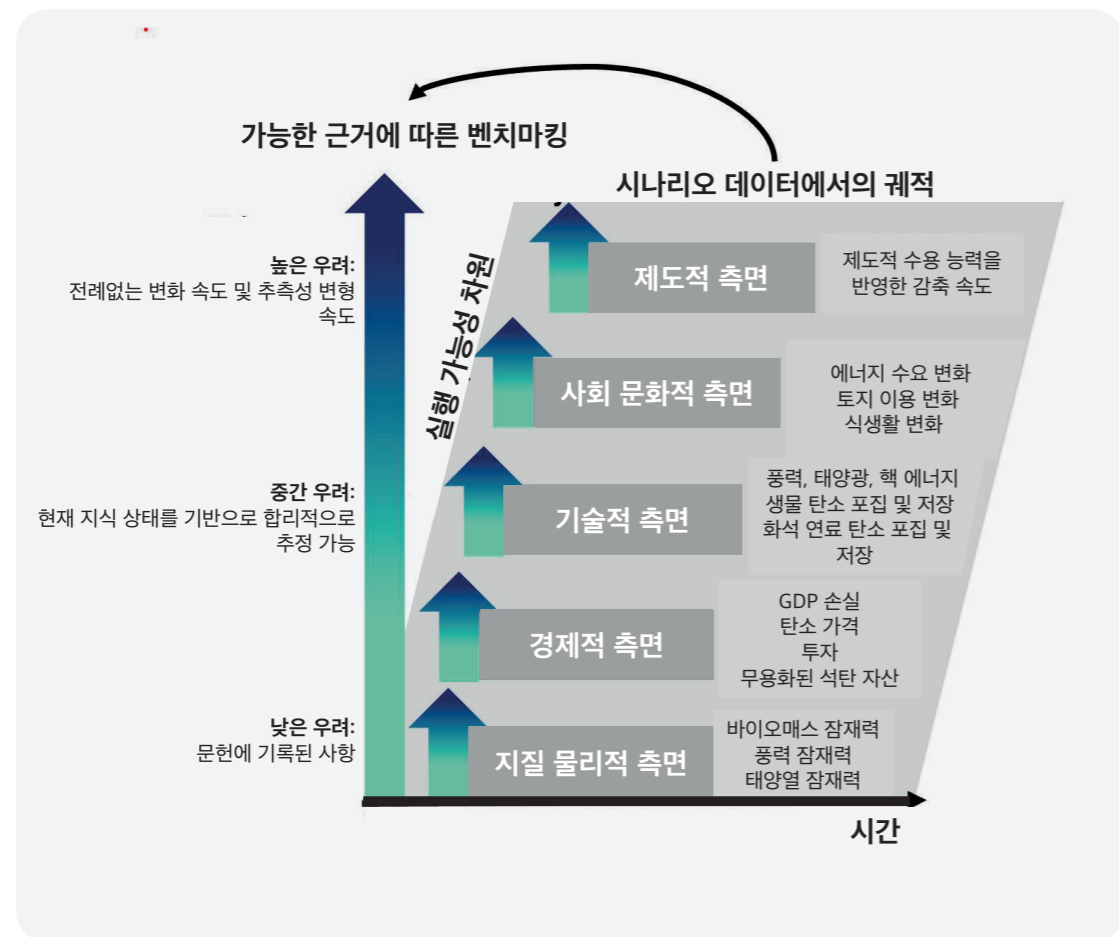 가능한 근거에 따른 벤치마킹
시나리오 데이터에서의 궤적
높은 우려:
전례없는 변화 속도 및 추측성 변형
속도
중간 우려:
현재 지식 상태를 기반으로 합리적으로
추정 가능
낮은 우려:
문헌에 기록된 사항
실행 가능성 차원
제도적 측면
제도적 수용 능력을
반영한 감축 속도
사회 문화적 측면
에너지 수요 변화
토지 이용 변화
식생활 변화
기술적 측면
풍력, 태양광, 핵 에너지
생물 탄소 포집 및 저장
화석 연료 탄소 포집 및
저장
경제적 측면
GDP 손실
탄소 가격
투자
무용화된 석탄 자산
지질 물리적 측면
바이오매스 잠재력
풍력 잠재력
태양열 잠재력
시간